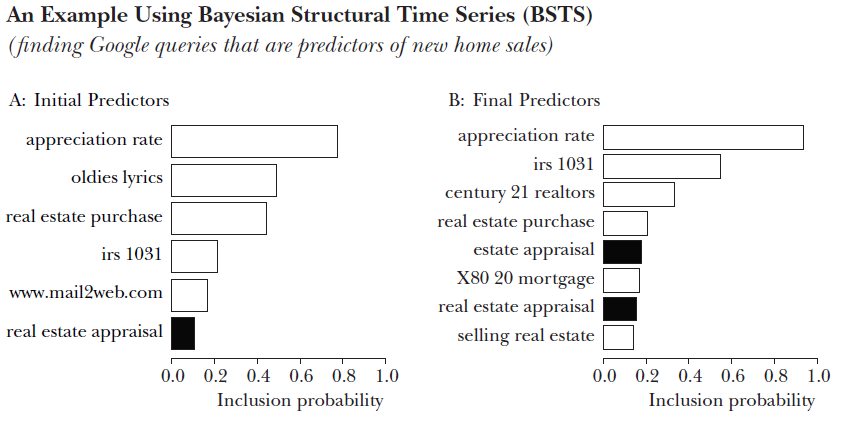 An Example Using Bayesian Structural Time Series (BSTS)
(finding Google queries that are predictors of new home sales)
A: Initial Predictors
appreciation rate
oldies lyrics
real estate purchase
irs 1031
www.mail2web.com
real estate appraisal
0.0 0.2 0.4 0.6 0.8 1.0
Inclusion probability
B: Final Predictors
appreciation rate
irs 1031
century 21 realtors
real estate purchase
estate appraisal
X80 20 mortgage
real estate appraisal
selling real estate
0.0 0.2 0.4 0.6 0.8 1.0
Inclusion probability